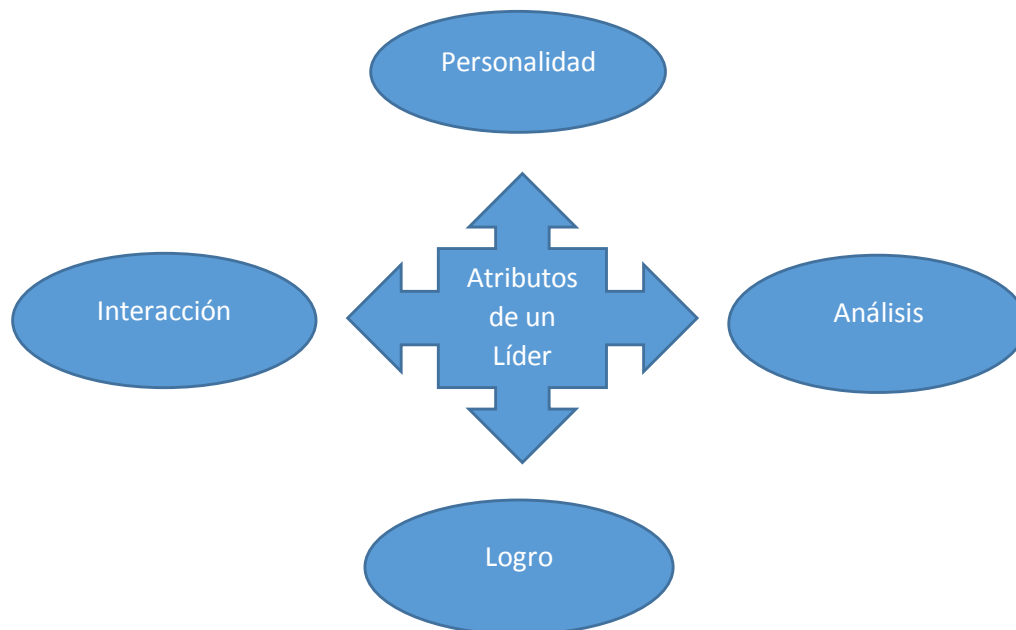 Personalidad
Interacción
Atributos
de un
Líder
Análisis
Logro